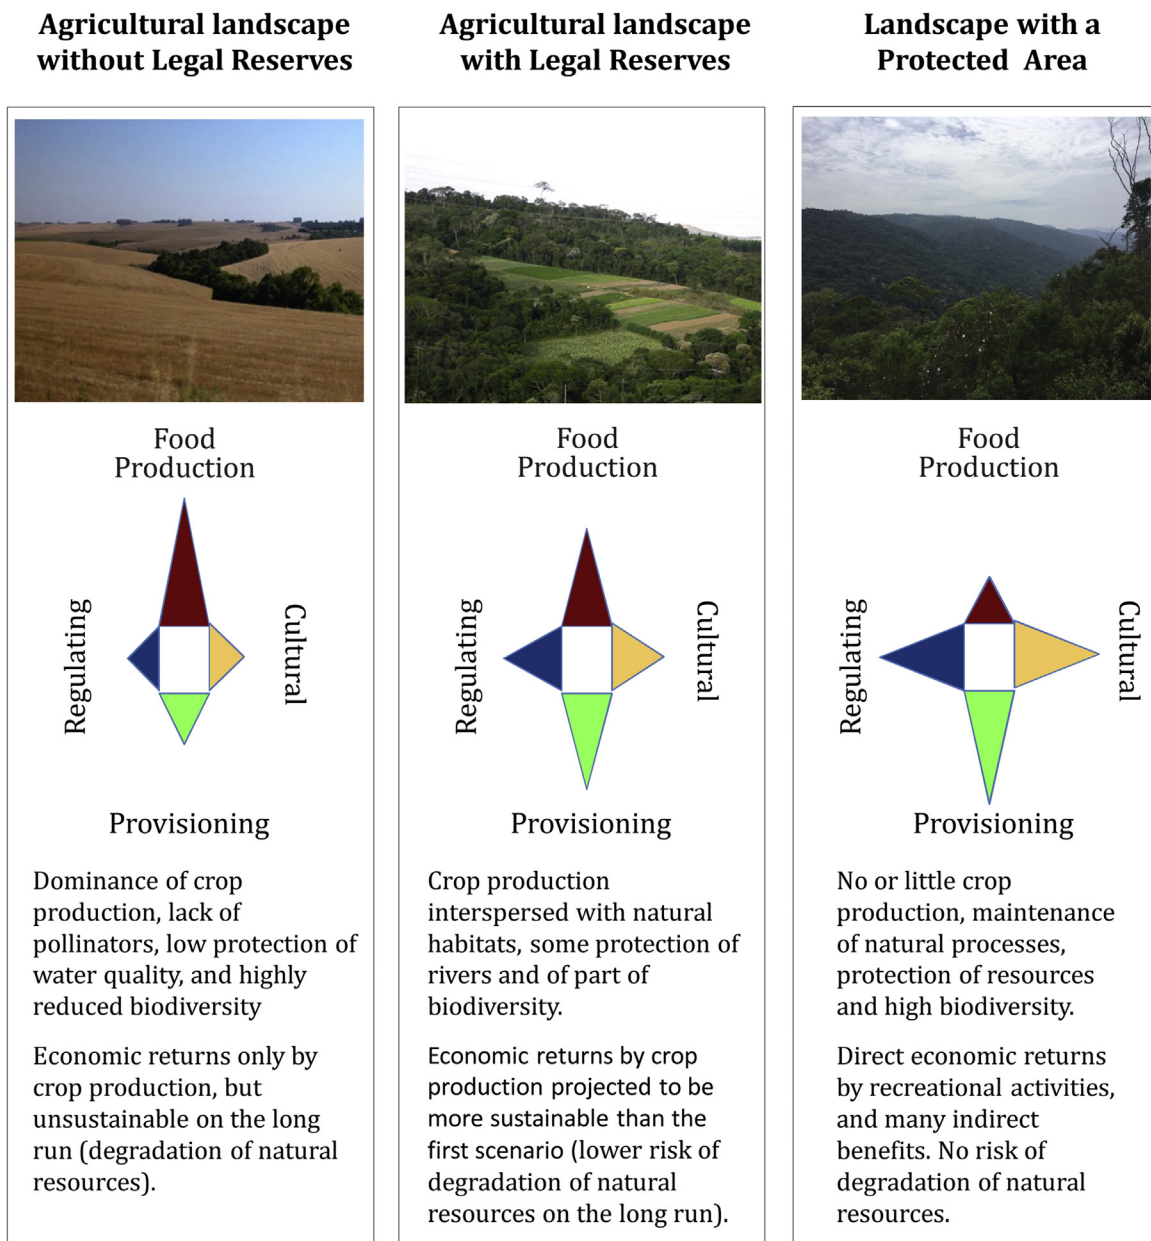 Agricultural landscape
without Legal Reserves
Food
Production
Regulating
Cultural
Provisioning
Dominance of crop
production, lack of
pollinators, low protection of
water quality, and highly
reduced biodiversity
Economic returns only by
crop production, but
unsustainable on the long
run (degradation of natural
resources).
Agricultural landscape
with Legal Reserves
Food
Production
Regulating
Cultural
Provisioning
Crop production
interspersed with natural
habitats, some protection of
rivers and of part of
biodiversity.
Economic returns by crop
production projected to be
more sustainable than the
first scenario (lower risk of
degradation of natural
resources on the long run).
Landscape with a
Protected Area
Food
Production
Regulating
Cultural
Provisioning
No or little crop
production, maintenance
of natural processes,
protection of resources
and high biodiversity.
Direct economic returns
by recreational activities,
and many indirect
benefits. No risk of
degradation of natural
resources.